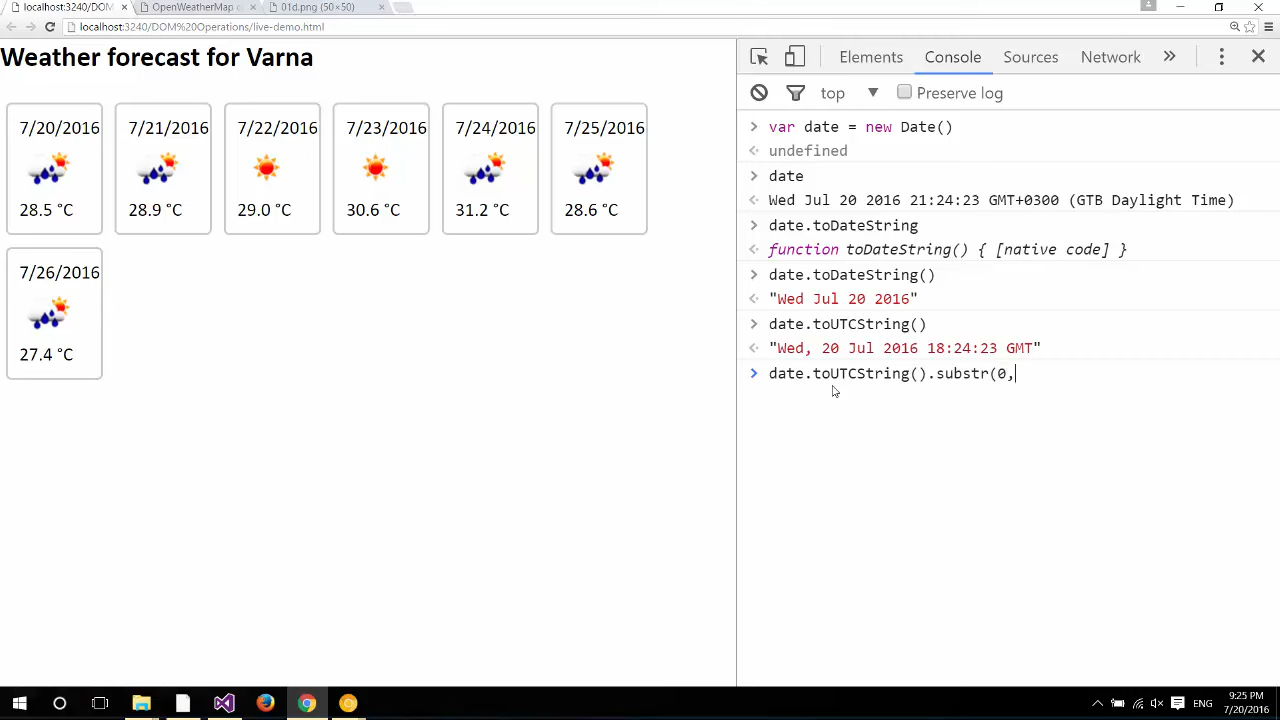 localhost:3240/DOM
OpenWeatherMap c
01d.png (50×50)
localhost:3240/DOM%20Operations/live-demo.html
Weather forecast for Varna
7/20/2016
28.5 °C
7/21/2016
28.9 °C
7/22/2016
29.0 °C
7/23/2016
30.6 °C
7/24/2016
31.2 °C
7/25/2016
28.6 °C
7/26/2016
27.4 °C
Elements Console Sources Network
top Preserve log
var date = new Date()
undefined
date
Wed Jul 20 2016 21:24:23 GMT+0300 (GTB Daylight Time)
date.toDateString
function toDateString() { [native code] }
date.toDateString()
"Wed Jul 20 2016"
date.toUTCString()
"Wed, 20 Jul 2016 18:24:23 GMT"
date.toUTCString().substr(0,
ENG
9:25 PM
7/20/2016